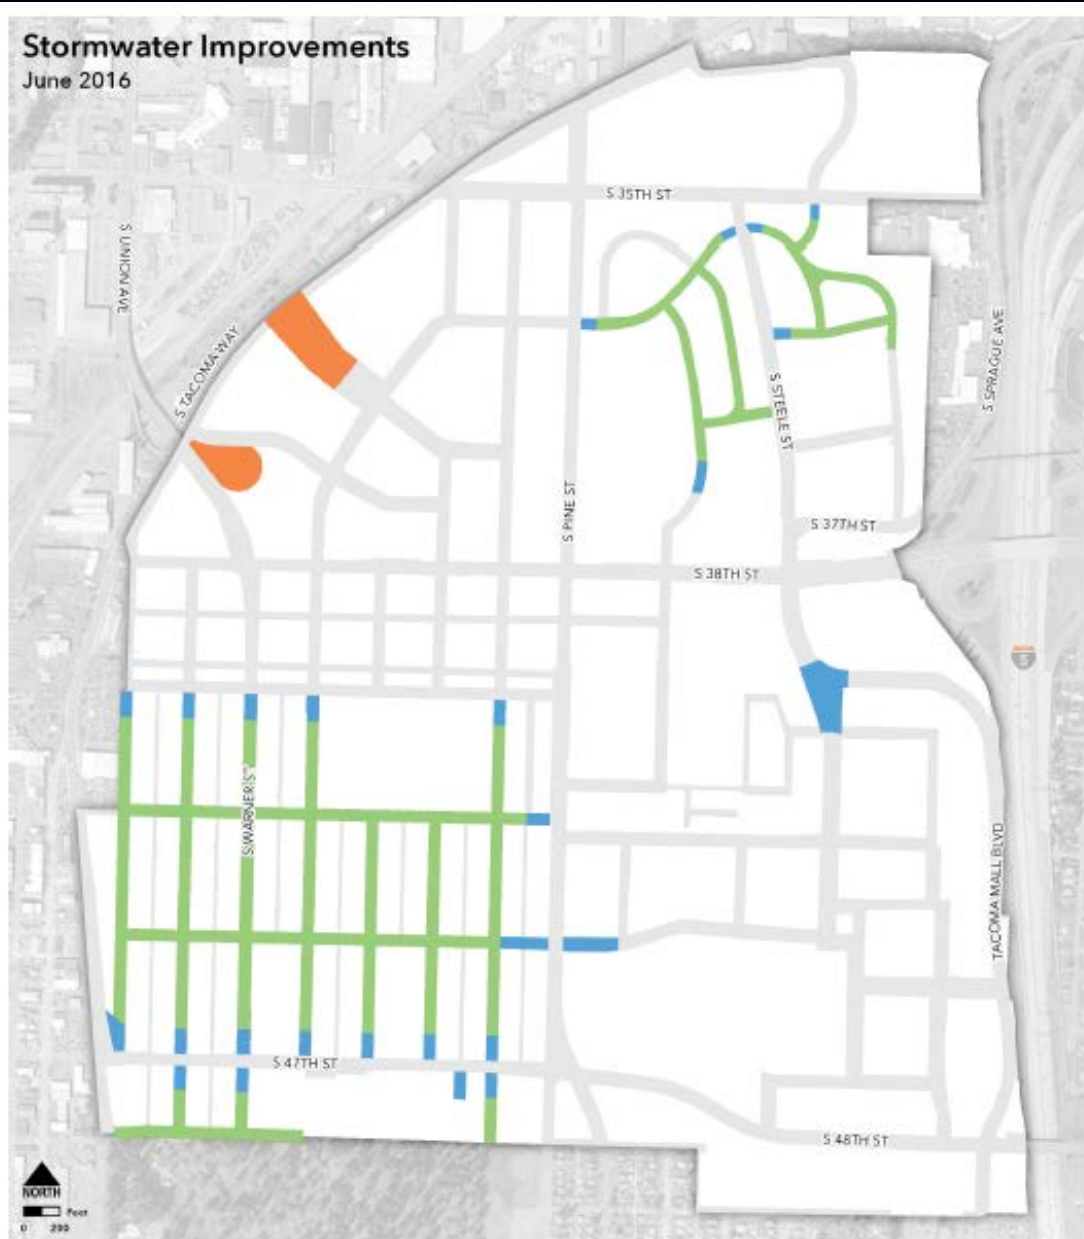 Stormwater Improvements
June 2016
S 35TH ST
S UNION AVE
S TACOMA WAY
S SPRAGUE AVE
S STEELE ST
S PINE ST
S 37TH ST
S 38TH ST
5
S WARNER ST
TACOMA MALL BLVD
S 47TH ST
S 48TH ST
NORTH
Feet
0 200